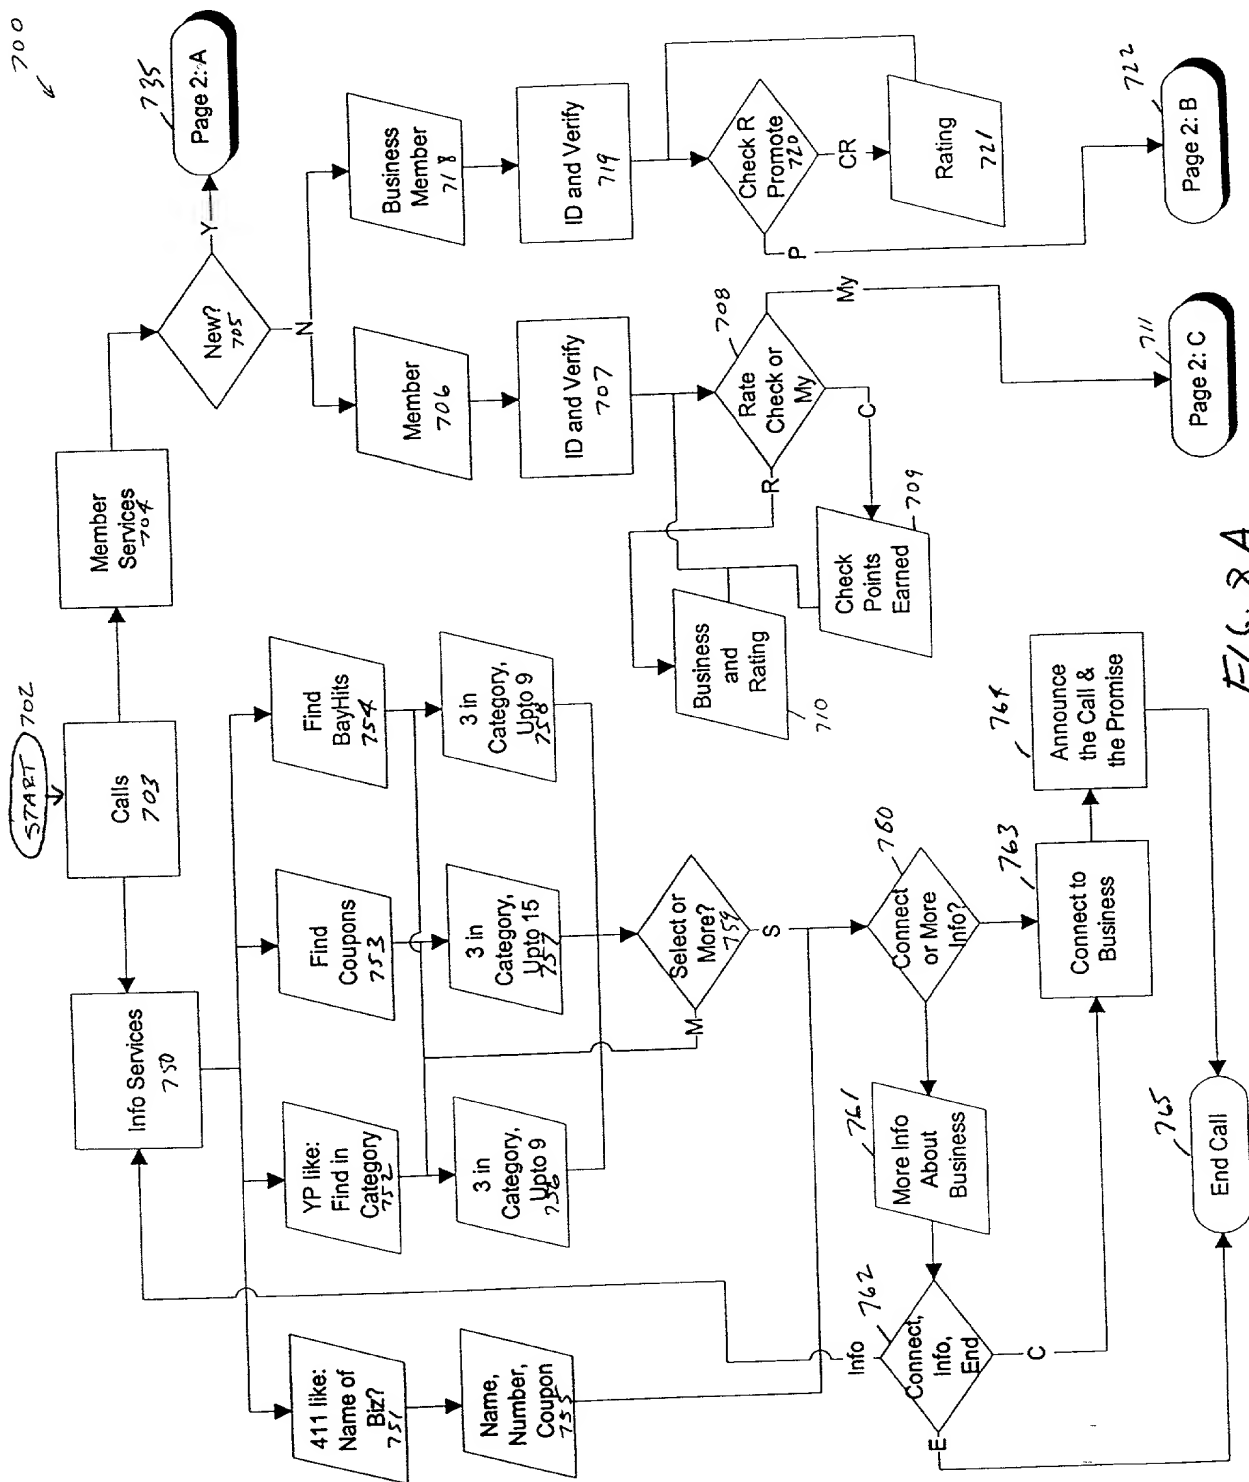 700
START 702
Calls
703
Member
Services
704
New?
705
Y
N
735
Page 2: A
Member
706
Business
Member
718
ID and Verify
707
ID and Verify
719
Rate
Check or
My
708
R
C
My
Check R
Promote
720
P
CR
Rating
721
722
Page 2: B
711
Page 2: C
Check
Points
Earned
709
Business
and
Rating
710
Info Services
750
411 like:
Name of
Biz?
751
YP like:
Find in
Category
752
Find
Coupons
753
Find
BayHits
754
Name,
Number,
Coupon
755
3 in
Category,
Upto 9
756
3 in
Category,
Upto 15
757
3 in
Category,
Upto 9
758
Select or
More?
759
M
S
Connect
or More
Info?
760
More Info
About
Business
761
Connect,
Info,
End
762
Info
E
C
Connect to
Business
763
Announce
the Call &
the Promise
764
End Call
765
FIG. 8A